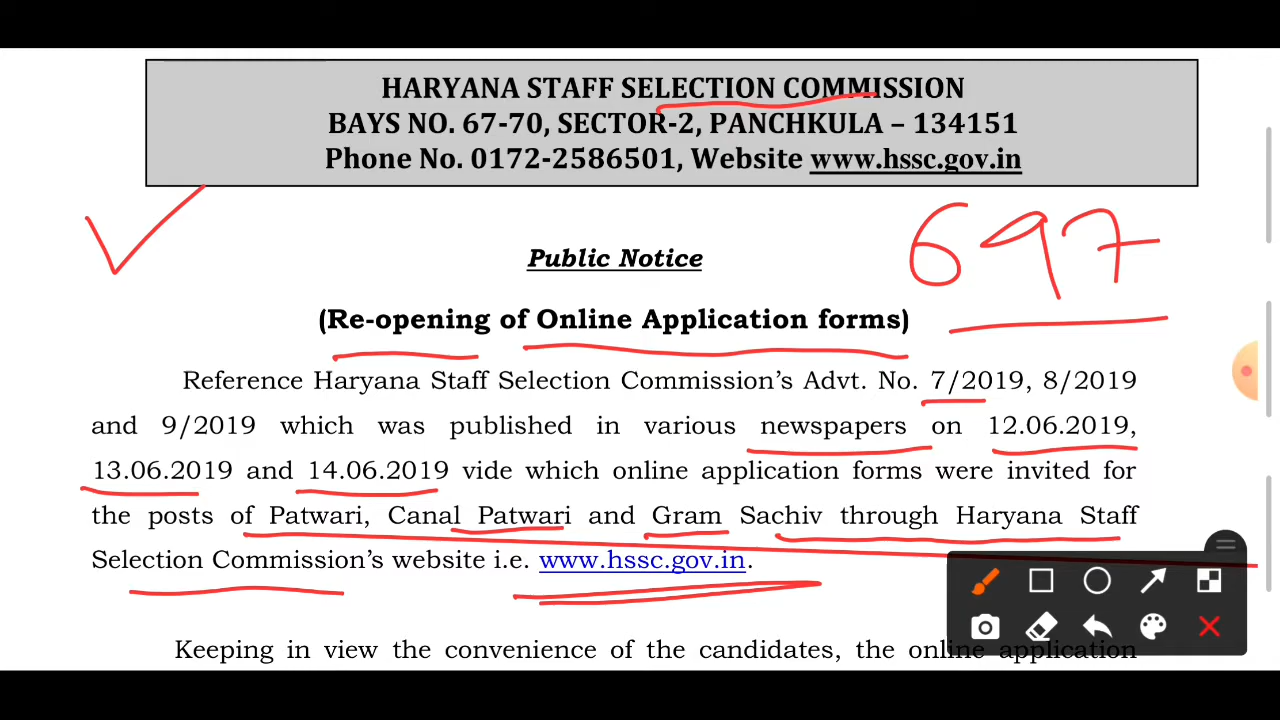 HARYANA STAFF SELECTION COMMISSION
BAYS NO. 67-70, SECTOR-2, PANCHKULA – 134151
Phone No. 0172-2586501, Website www.hssc.gov.in
697
Public Notice
(Re-opening of Online Application forms)
Reference Haryana Staff Selection Commission's Advt. No. 7/2019, 8/2019
and 9/2019 which was published in various newspapers on 12.06.2019,
13.06.2019 and 14.06.2019 vide which online application forms were invited for
the posts of Patwari, Canal Patwari and Gram Sachiv through Haryana Staff
Selection Commission's website i.e. www.hssc.gov.in.
Keeping in view the convenience of the candidates, the online application